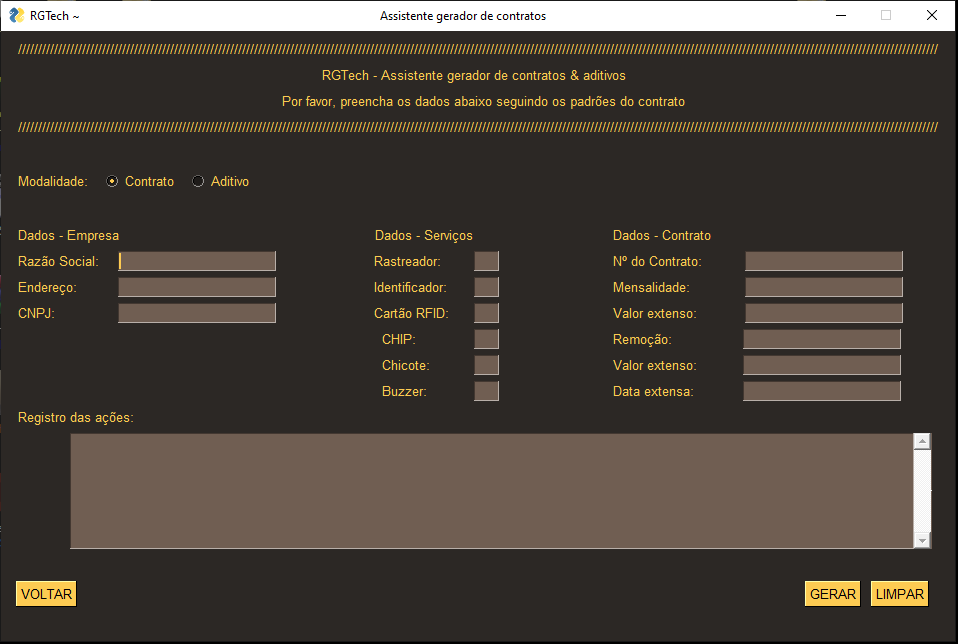 RGTech ~ Assistente gerador de contratos
////////////////////////////////////////////////////////////////////////////////////////////////////////////////////////////////////////////////////////////////////////////////////////
RGTech - Assistente gerador de contratos & aditivos
Por favor, preencha os dados abaixo seguindo os padrões do contrato
////////////////////////////////////////////////////////////////////////////////////////////////////////////////////////////////////////////////////////////////////////////////////////
Modalidade: Contrato Aditivo
Dados - Empresa Dados - Serviços Dados - Contrato
Razão Social: Rastreador: Nº do Contrato:
Endereço: Identificador: Mensalidade:
CNPJ: Cartão RFID: Valor extenso:
CHIP: Remoção:
Chicote: Valor extenso:
Buzzer: Data extensa:
Registro das ações:
VOLTAR GERAR LIMPAR